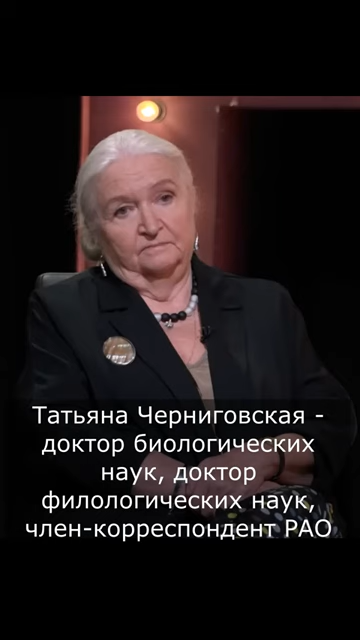 Татьяна Черниговская -
доктор биологических
наук, доктор
филологических наук,
член-корреспондент РАО